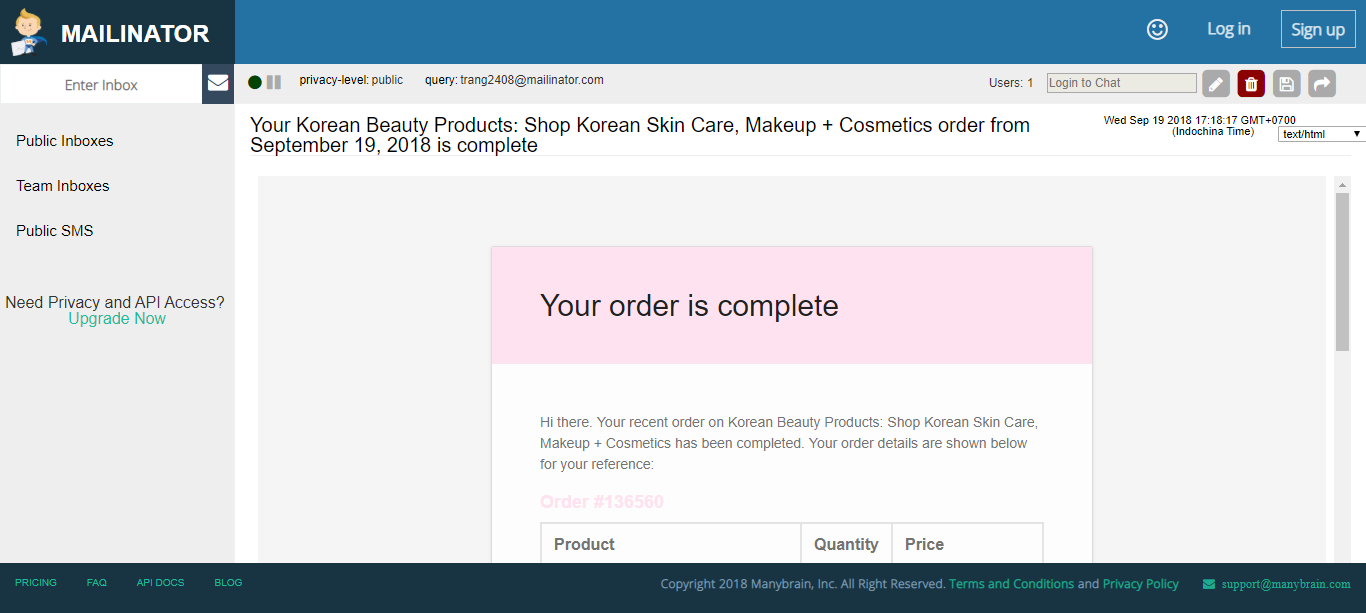 MAILINATOR
Log in
Sign up
Enter Inbox
privacy-level: public
query: trang2408@mailinator.com
Users: 1
Login to Chat
Public Inboxes
Team Inboxes
Public SMS
Need Privacy and API Access?
Upgrade Now
Your Korean Beauty Products: Shop Korean Skin Care, Makeup + Cosmetics order from
September 19, 2018 is complete
Wed Sep 19 2018 17:18:17 GMT+0700
(Indochina Time)
text/html
Your order is complete
Hi there. Your recent order on Korean Beauty Products: Shop Korean Skin Care,
Makeup + Cosmetics has been completed. Your order details are shown below
for your reference:
Order #136560
Product Quantity Price
PRICING FAQ API DOCS BLOG
Copyright 2018 Manybrain, Inc. All Right Reserved. Terms and Conditions and Privacy Policy
support@manybrain.com